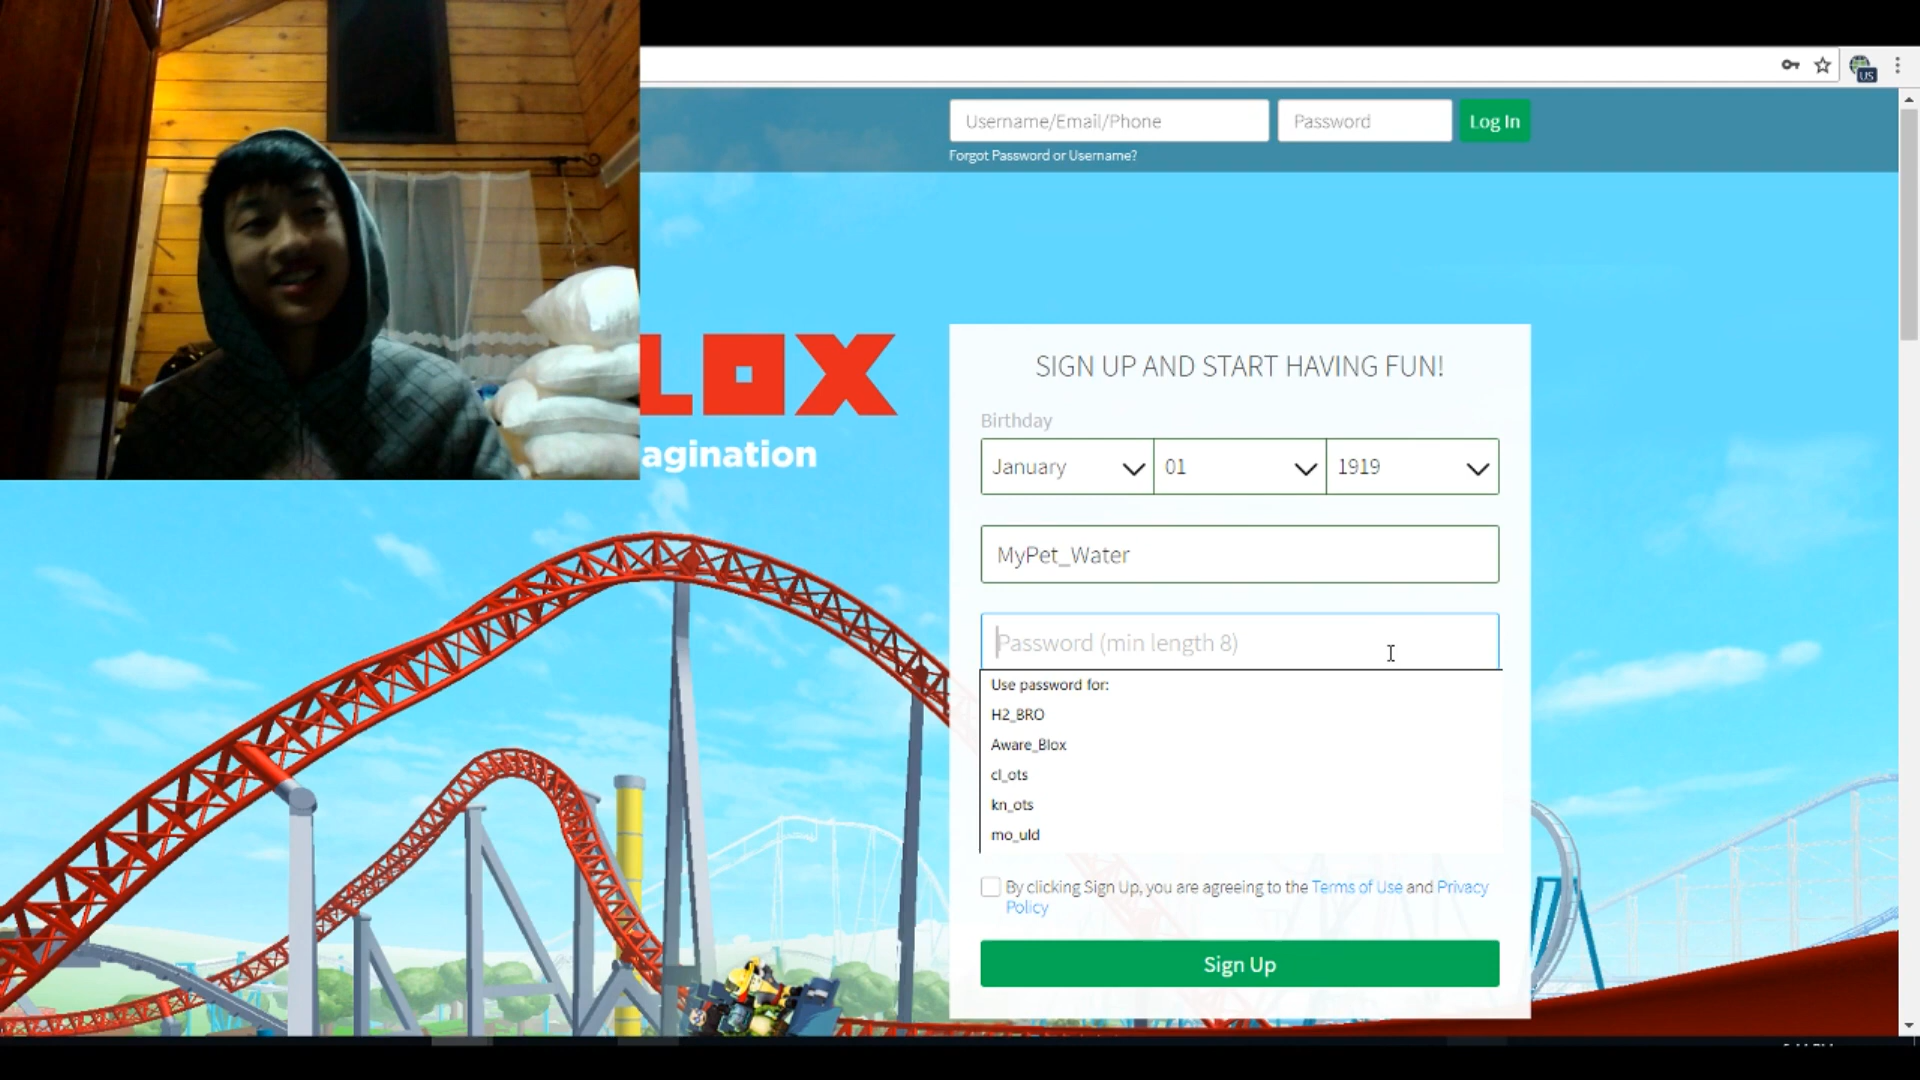 US
Username/Email/Phone
Password
Log In
Forgot Password or Username?
LOX
agination
SIGN UP AND START HAVING FUN!
Birthday
January
01
1919
MyPet_Water
Password (min length 8)
Use password for:
H2_BRO
Aware_Blox
cl_ots
kn_ots
mo_uld
By clicking Sign Up, you are agreeing to the Terms of Use and Privacy
Policy
Sign Up